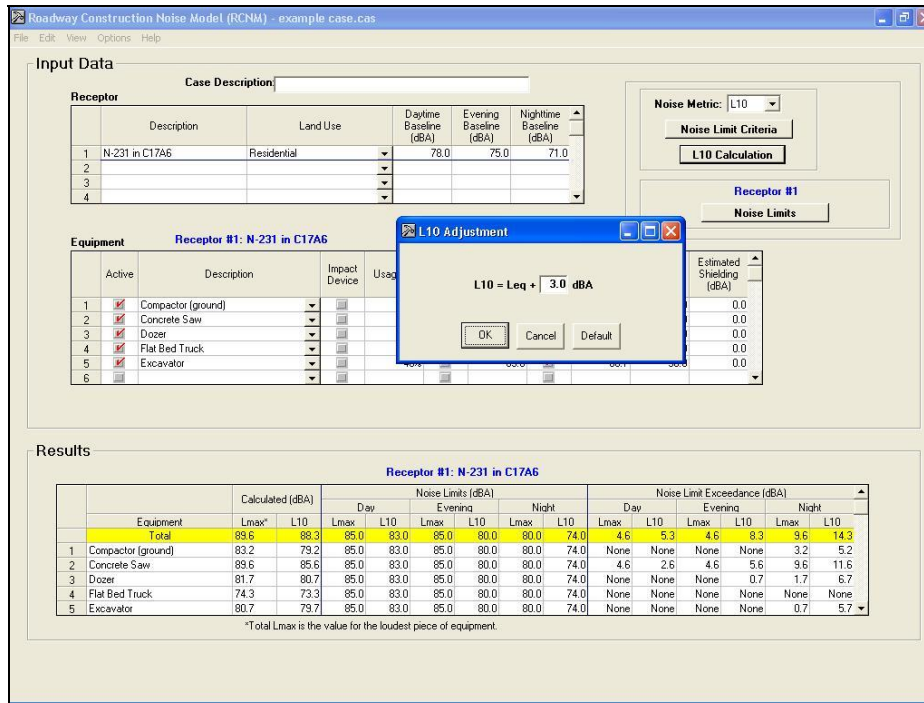 Roadway Construction Noise Model (RCNM) - example case.cas
File Edit View Options Help
Input Data
Case Description:
Receptor
Description Land Use Daytime Baseline (dBA) Evening Baseline (dBA) Nighttime Baseline (dBA)
1 N-231 in C17A6 Residential 78.0 75.0 71.0
2
3
4
Noise Metric: L10
Noise Limit Criteria
L10 Calculation
Receptor #1
Noise Limits
Equipment Receptor #1: N-231 in C17A6
Active Description Impact Device Usag Estimated Shielding (dBA)
1 Compactor (ground) 0.0
2 Concrete Saw 0.0
3 Dozer 0.0
4 Flat Bed Truck 0.0
5 Excavator 0.0
6
L10 Adjustment
L10 = Leq + 3.0 dBA
OK Cancel Default
Results
Receptor #1: N-231 in C17A6
Calculated (dBA) Noise Limits (dBA) Noise Limit Exceedance (dBA)
Day Evening Night Day Evening Night
Equipment Lmax* L10 Lmax L10 Lmax L10 Lmax L10 Lmax L10 Lmax L10 Lmax L10
Total 89.6 88.3 85.0 83.0 85.0 80.0 80.0 74.0 4.6 5.3 4.6 8.3 9.6 14.3
1 Compactor (ground) 83.2 79.2 85.0 83.0 85.0 80.0 80.0 74.0 None None None None 3.2 5.2
2 Concrete Saw 89.6 85.6 85.0 83.0 85.0 80.0 80.0 74.0 4.6 2.6 4.6 5.6 9.6 11.6
3 Dozer 81.7 80.7 85.0 83.0 85.0 80.0 80.0 74.0 None None None 0.7 1.7 6.7
4 Flat Bed Truck 74.3 73.3 85.0 83.0 85.0 80.0 80.0 74.0 None None None None None None
5 Excavator 80.7 79.7 85.0 83.0 85.0 80.0 80.0 74.0 None None None None 0.7 5.7
*Total Lmax is the value for the loudest piece of equipment.